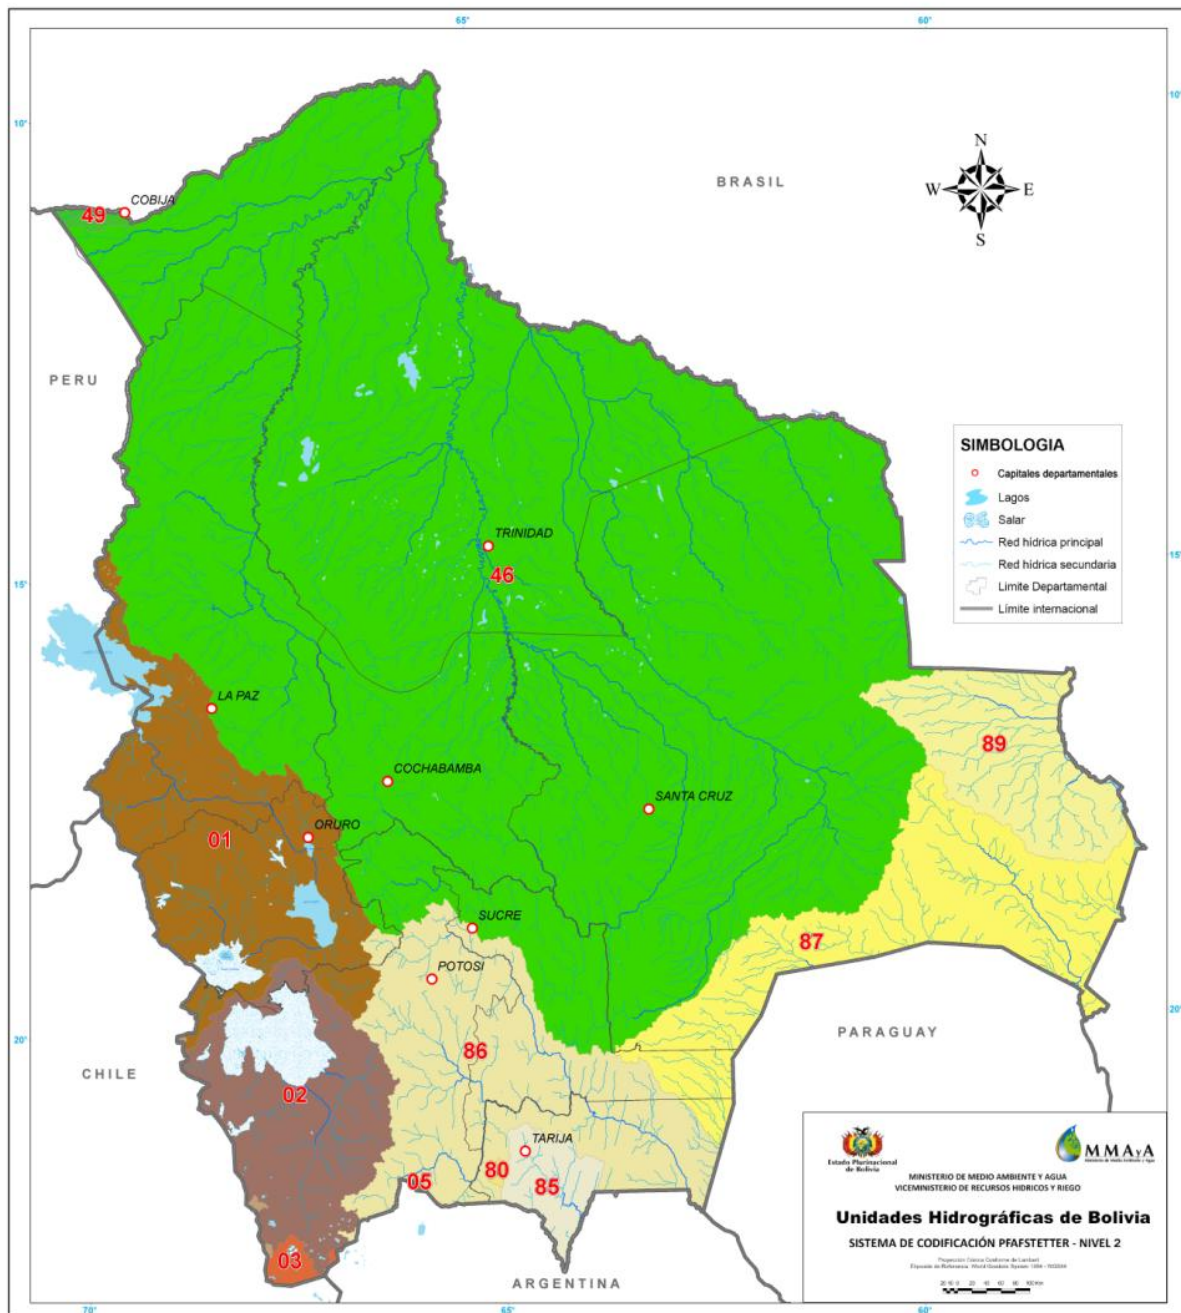 65°
60°
10°
10°
N
W E
S
BRASIL
COBIJA
49
PERU
SIMBOLOGIA
Capitales departamentales
Lagos
Salar
Red hídrica principal
Red hídrica secundaria
Limite Departamental
Límite internacional
TRINIDAD
46
15°
15°
LA PAZ
89
COCHABAMBA
SANTA CRUZ
01
ORURO
SUCRE
87
POTOSI
20°
20°
PARAGUAY
86
CHILE
02
TARIJA
80
85
05
Estado Plurinacional
de Bolivia
MMAyA
MINISTERIO DE MEDIO AMBIENTE Y AGUA
VICEMINISTERIO DE RECURSOS HIDRICOS Y RIEGO
Unidades Hidrográficas de Bolivia
SISTEMA DE CODIFICACIÓN PFAFSTETTER - NIVEL 2
03
ARGENTINA
70°
65°
60°